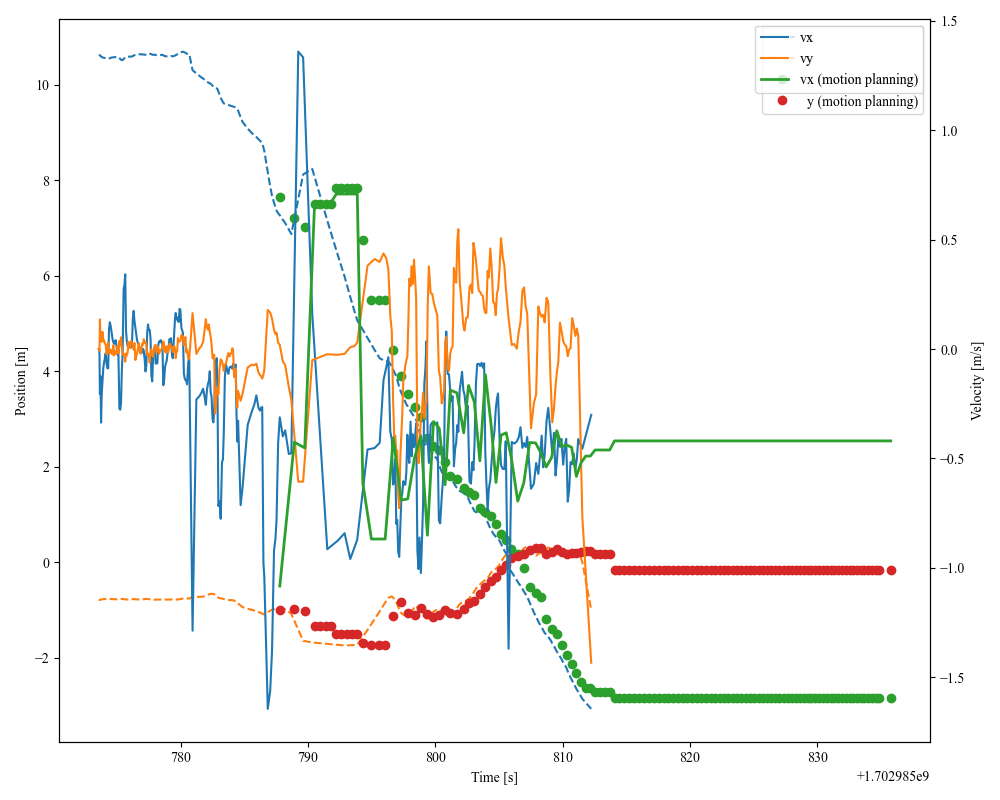 vx
vy
vx (motion planning)
y (motion planning)
10
8
6
4
2
0
−2
1.5
1.0
0.5
0.0
−0.5
−1.0
−1.5
Position [m]
Velocity [m/s]
780 790 800 810 820 830
Time [s]
+1.702985e9